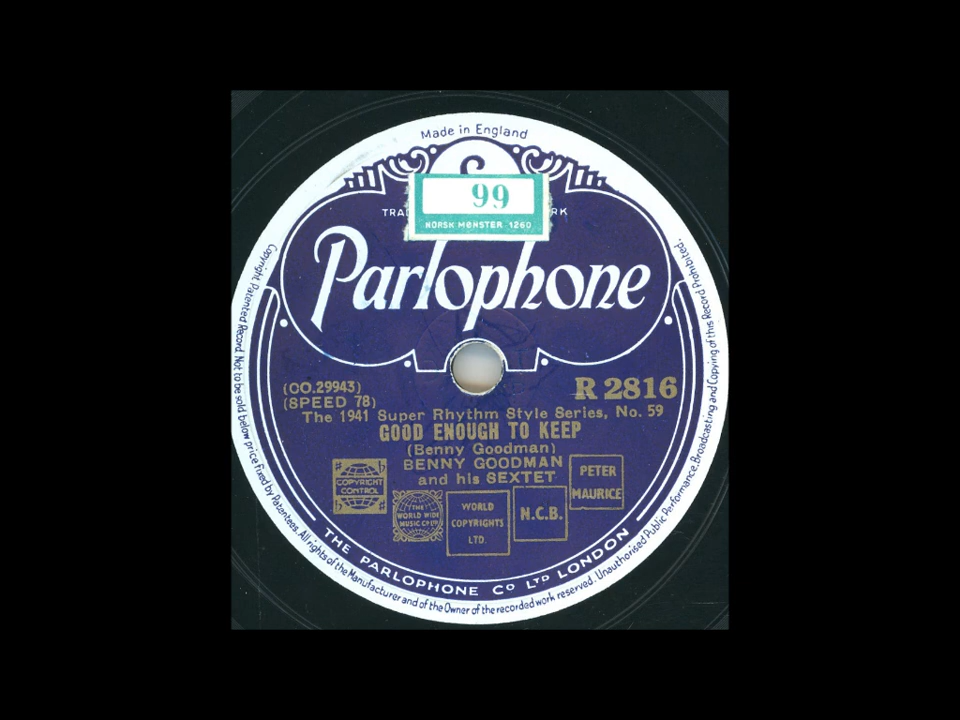 Made in England
99
NORSK MØNSTER 1260
Parlophone
(OO.29943)
R 2816
(SPEED 78)
The 1941 Super Rhythm Style Series, No. 59
GOOD ENOUGH TO KEEP
(Benny Goodman)
BENNY GOODMAN
and his SEXTET
COPYRIGHT
CONTROL
THE
WORLD WIDE
MUSIC CO LTD
WORLD
COPYRIGHTS
LTD.
N.C.B.
PETER
MAURICE
THE PARLOPHONE CO LTD LONDON
Copyright Patented Record Not to be sold below price fixed by Patentees. All rights of the Manufacturer and of the Owner of the recorded work reserved. Unauthorised Public Performance, Broadcasting and Copying of this Record Prohibited.